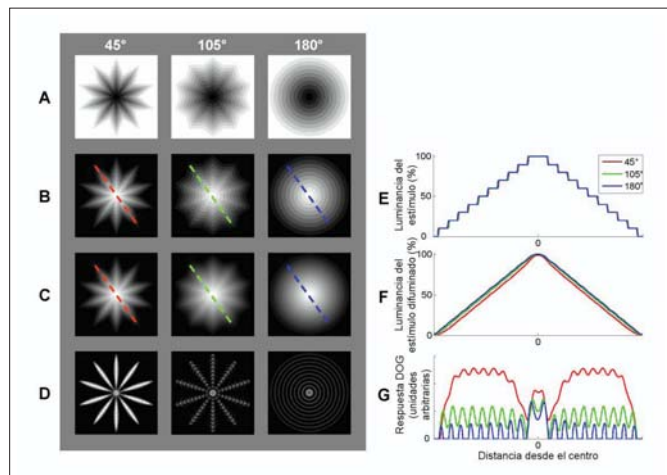 45° 105° 180°
A
B
C
D
E
Luminancia del
estímulo (%)
100
50
0
45°
105°
180°
F
Luminancia del
estímulo difuminado (%)
100
50
0
0
G
Respuesta DOG
(unidades
arbitrarias)
0
0
Distancia desde el centro